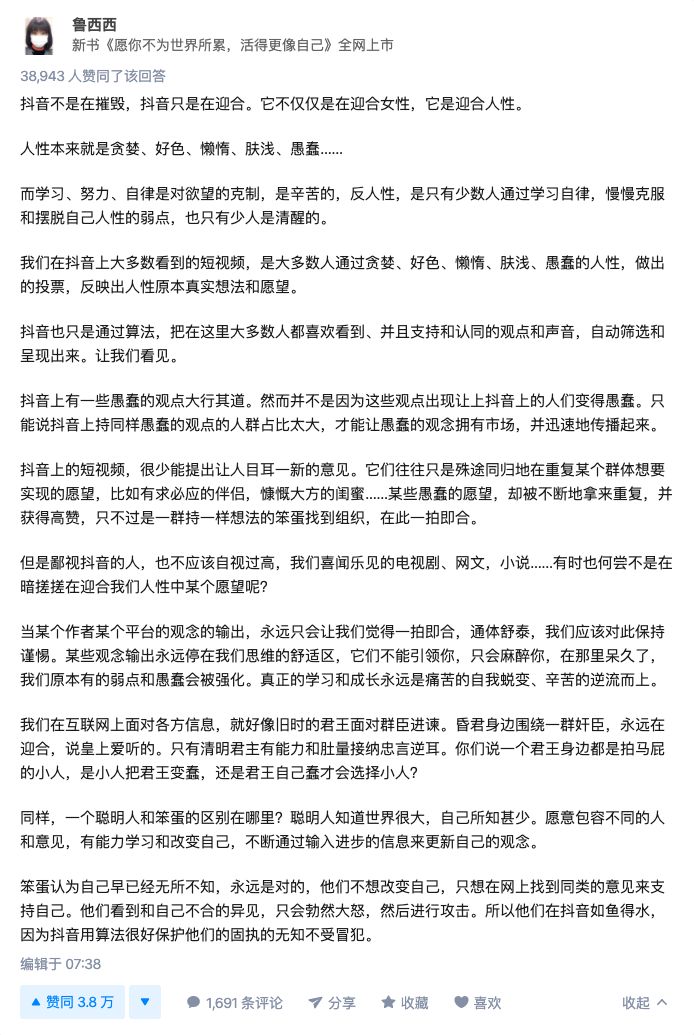 鲁西西
新书《愿你不为世界所累，活得更像自己》全网上市
38,943 人赞同了该回答
抖音不是在摧毁，抖音只是在迎合。它不仅仅是在迎合女性，它是迎合人性。
人性本来就是贪婪、好色、懒惰、肤浅、愚蠢......
而学习、努力、自律是对欲望的克制，是辛苦的，反人性，是只有少数人通过学习自律，慢慢克服
和摆脱自己人性的弱点，也只有少人是清醒的。
我们在抖音上大多数看到的短视频，是大多数人通过贪婪、好色、懒惰、肤浅、愚蠢的人性，做出
的投票，反映出人性原本真实想法和愿望。
抖音也只是通过算法，把在这里大多数人都喜欢看到、并且支持和认同的观点和声音，自动筛选和
呈现出来。让我们看见。
抖音上有一些愚蠢的观点大行其道。然而并不是因为这些观点出现让上抖音上的人们变得愚蠢。只
能说抖音上持同样愚蠢的观点的人群占比太大，才能让愚蠢的观念拥有市场，并迅速地传播起来。
抖音上的短视频，很少能提出让人目耳一新的意见。它们往往只是殊途同归地在重复某个群体想要
实现的愿望，比如有求必应的伴侣，慷慨大方的闺蜜......某些愚蠢的愿望，却被不断地拿来重复，并
获得高赞，只不过是一群持一样想法的笨蛋找到组织，在此一拍即合。
但是鄙视抖音的人，也不应该自视过高，我们喜闻乐见的电视剧、网文，小说......有时也何尝不是在
暗搓搓在迎合我们人性中某个愿望呢？
当某个作者某个平台的观念的输出，永远只会让我们觉得一拍即合，通体舒泰，我们应该对此保持
谨惕。某些观念输出永远停在我们思维的舒适区，它们不能引领你，只会麻醉你，在那里呆久了，
我们原本有的弱点和愚蠢会被强化。真正的学习和成长永远是痛苦的自我蜕变、辛苦的逆流而上。
我们在互联网上面对各方信息，就好像旧时的君王面对群臣进谏。昏君身边围绕一群奸臣，永远在
迎合，说皇上爱听的。只有清明君主有能力和肚量接纳忠言逆耳。你们说一个君王身边都是拍马屁
的小人，是小人把君王变蠢，还是君王自己蠢才会选择小人？
同样，一个聪明人和笨蛋的区别在哪里？聪明人知道世界很大，自己所知甚少。愿意包容不同的人
和意见，有能力学习和改变自己，不断通过输入进步的信息来更新自己的观念。
笨蛋认为自己早已经无所不知，永远是对的，他们不想改变自己，只想在网上找到同类的意见来支
持自己。他们看到和自己不合的异见，只会勃然大怒，然后进行攻击。所以他们在抖音如鱼得水，
因为抖音用算法很好保护他们的固执的无知不受冒犯。
编辑于 07:38
赞同 3.8 万 1,691 条评论 分享 收藏 喜欢 收起